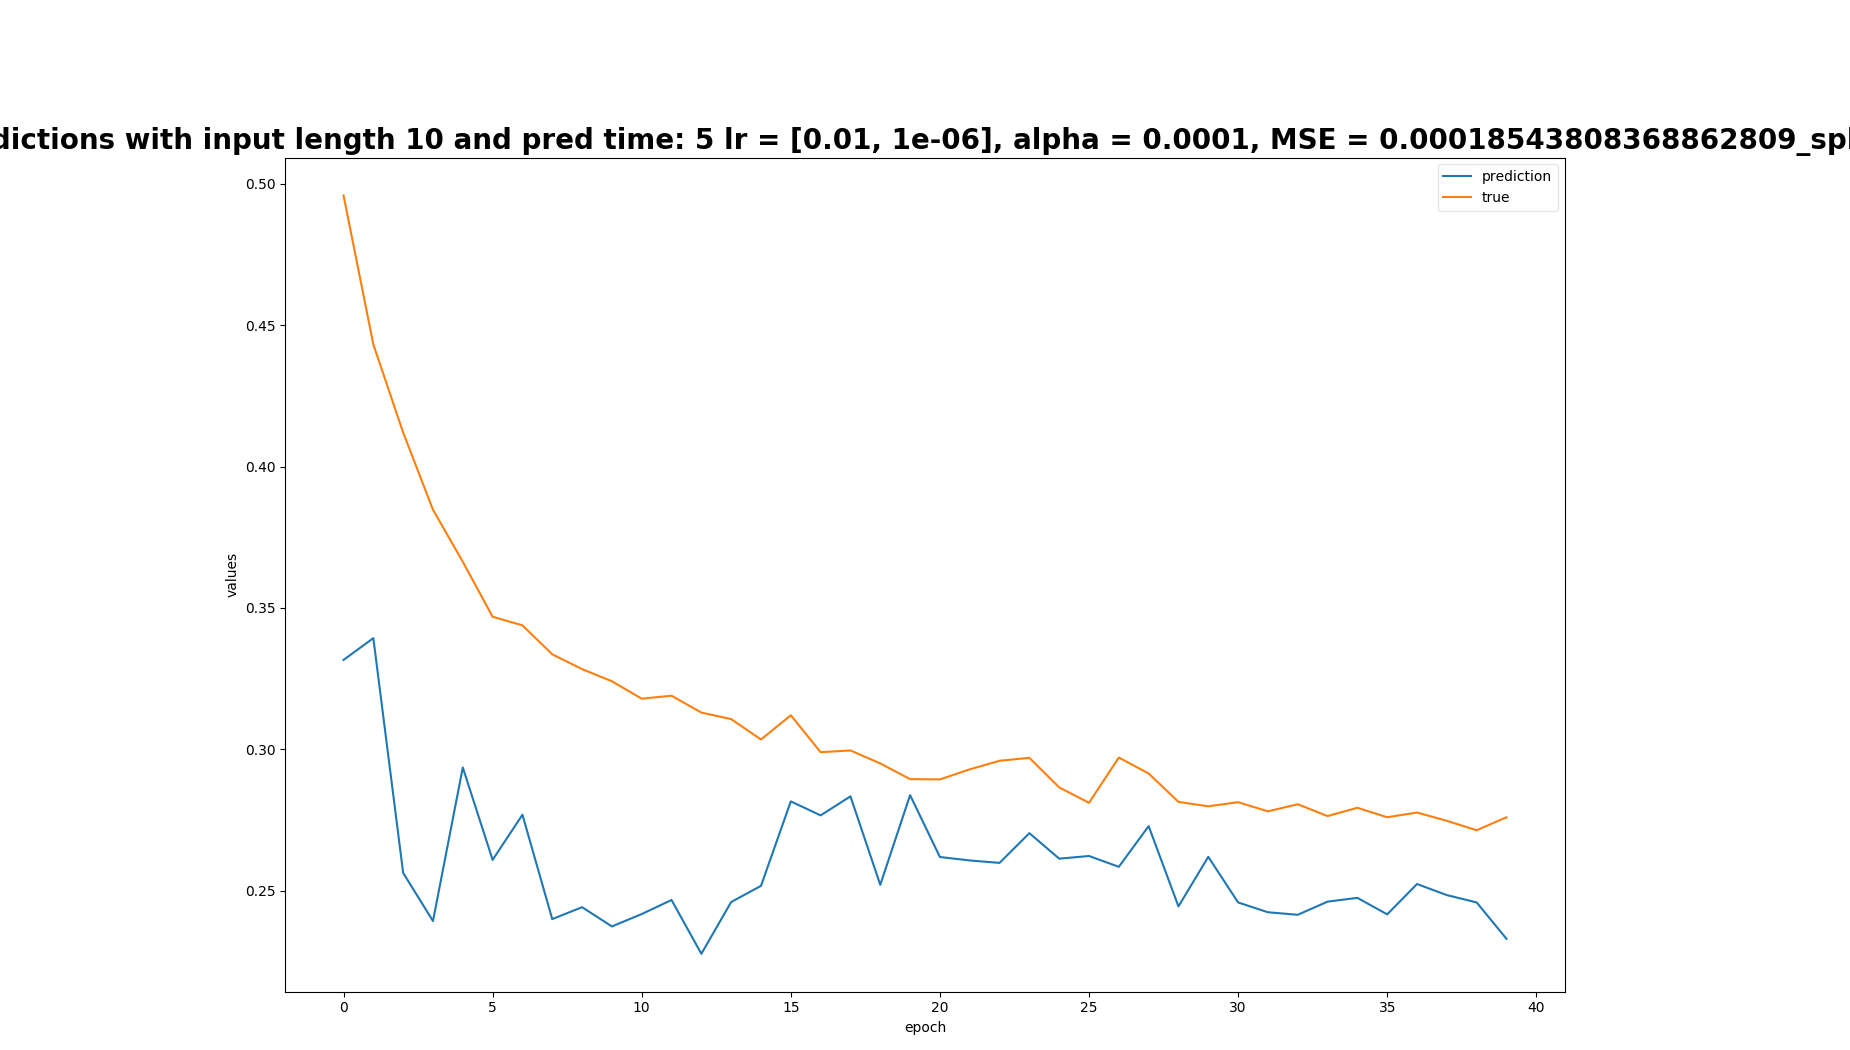 dictions with input length 10 and pred time: 5 lr = [0.01, 1e-06], alpha = 0.0001, MSE = 0.00018543808368862809_spl
prediction
true
0.50
0.45
0.40
0.35
0.30
0.25
values
0 5 10 15 20 25 30 35 40
epoch